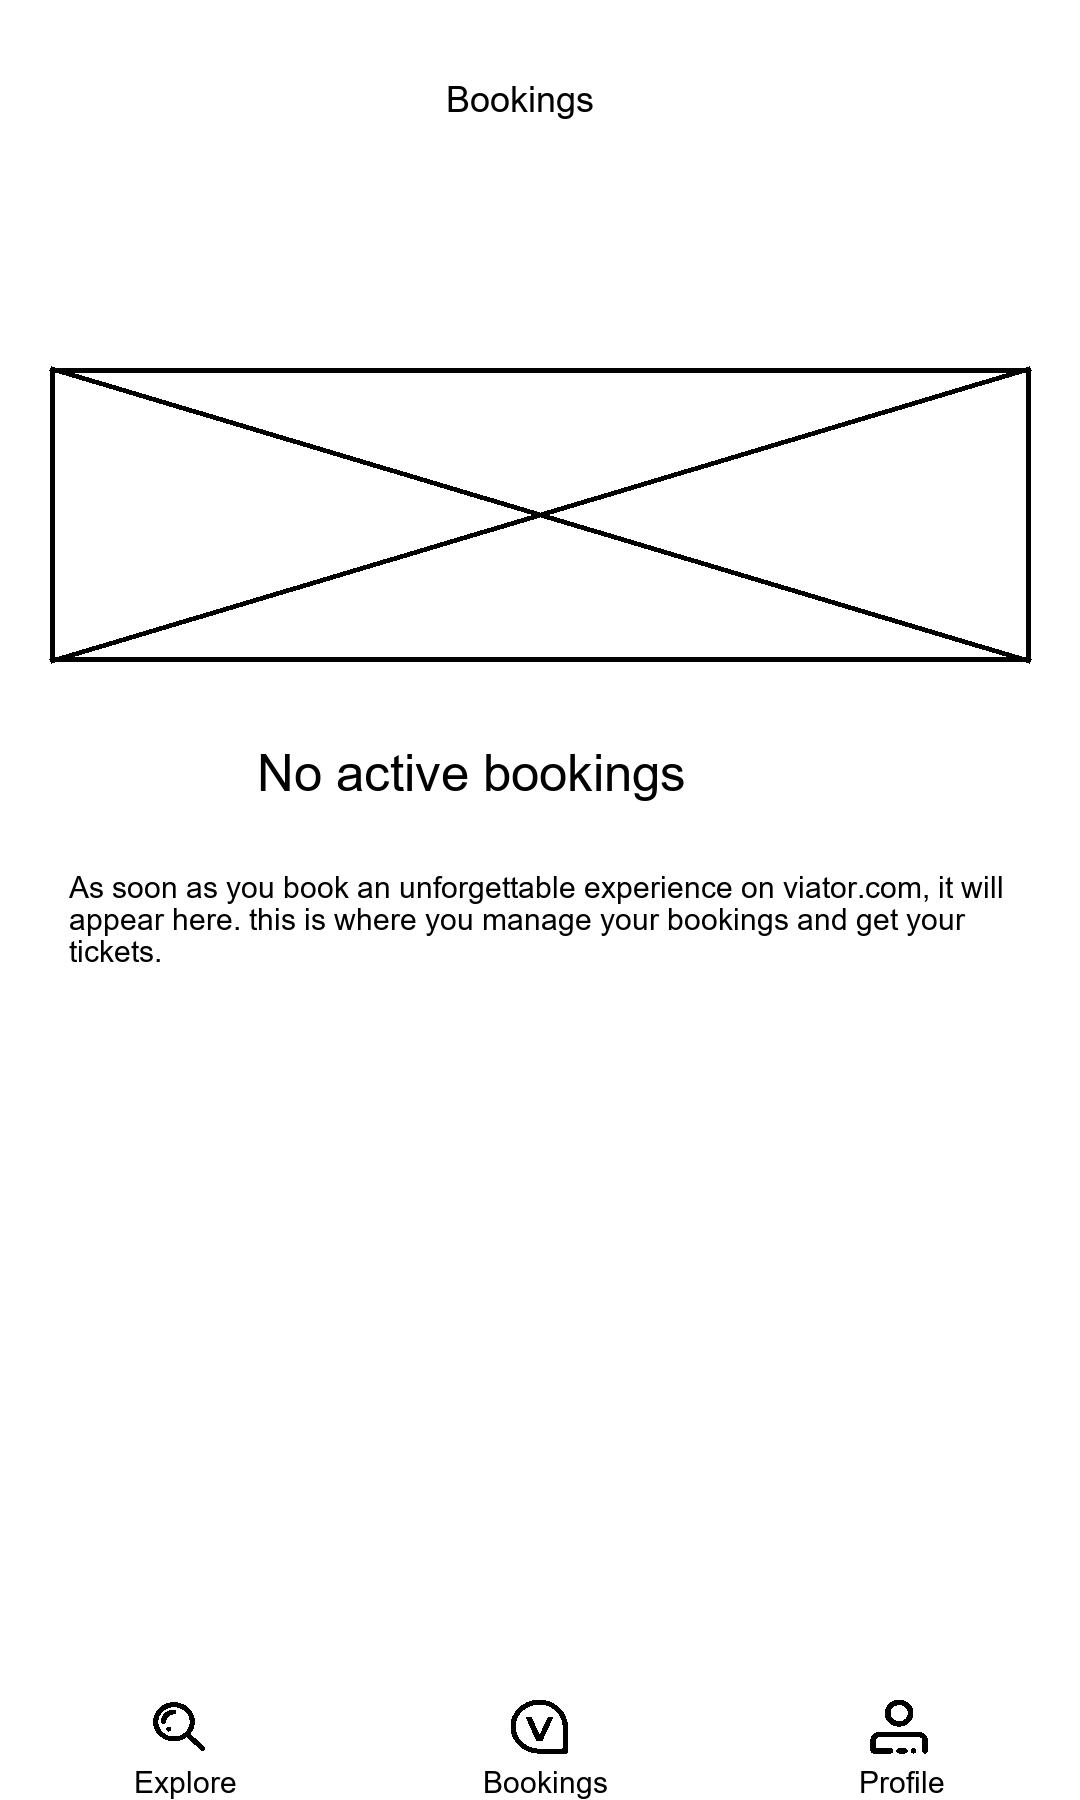 Bookings
No active bookings
As soon as you book an unforgettable experience on viator.com, it will
appear here. this is where you manage your bookings and get your
tickets.
V
Explore
Bookings
Profile